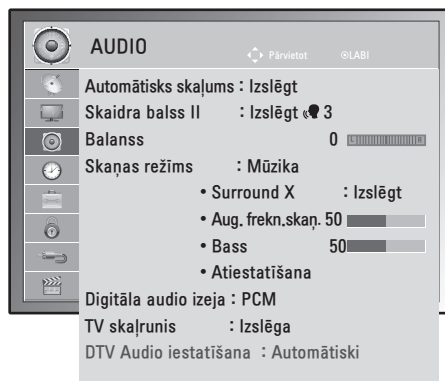 AUDIO
Pārvietot
LABI
Automātisks skaļums : Izslēgt
Skaidra balss II : Izslēgt 3
Balanss 0 L R
Skaņas režīms : Mūzika
• Surround X : Izslēgt
• Aug. frekn.skaņ. 50
• Bass 50
• Atiestatīšana
Digitāla audio izeja : PCM
TV skaļrunis : Izslēga
DTV Audio iestatīšana : Automātiski